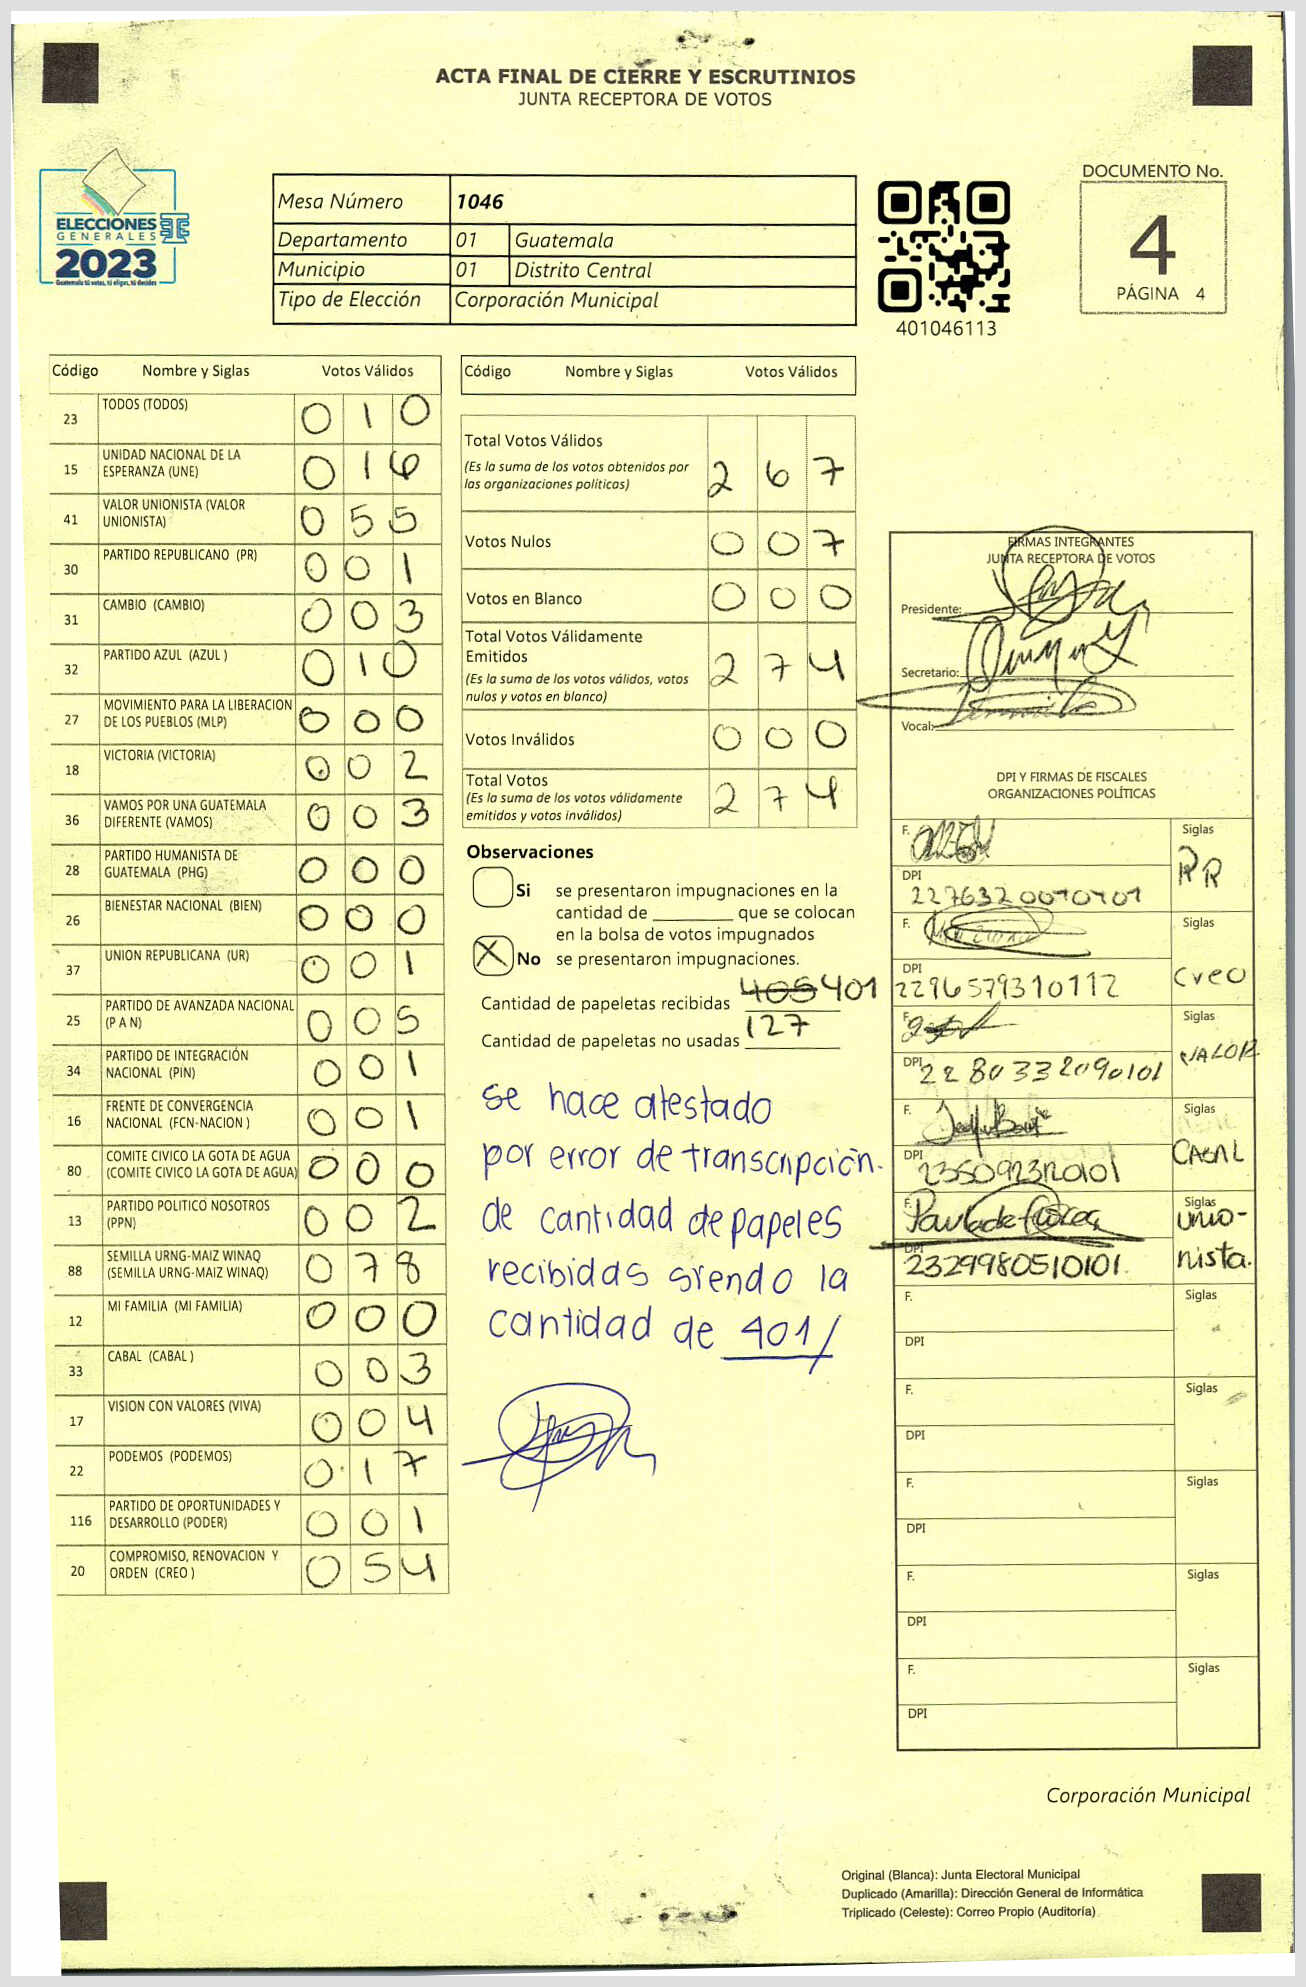 ACTA FINAL DE CIERRE Y ESCRUTINIOS
JUNTA RECEPTORA DE VOTOS
ELECCIONES
GENERALES
2023
Guatemala tú votas, tú eliges, tú decides
Mesa Número 1046
Departamento 01 Guatemala
Municipio 01 Distrito Central
Tipo de Elección Corporación Municipal
401046113
DOCUMENTO No.
4
PÁGINA 4
Código Nombre y Siglas Votos Válidos
23 TODOS (TODOS) 0 1 0
15 UNIDAD NACIONAL DE LA
ESPERANZA (UNE) 0 1 6
41 VALOR UNIONISTA (VALOR
UNIONISTA) 0 5 5
30 PARTIDO REPUBLICANO (PR) 0 0 1
31 CAMBIO (CAMBIO) 0 0 3
32 PARTIDO AZUL (AZUL ) 0 1 0
27 MOVIMIENTO PARA LA LIBERACION
DE LOS PUEBLOS (MLP) 0 0 0
18 VICTORIA (VICTORIA) 0 0 2
36 VAMOS POR UNA GUATEMALA
DIFERENTE (VAMOS) 0 0 3
28 PARTIDO HUMANISTA DE
GUATEMALA (PHG) 0 0 0
26 BIENESTAR NACIONAL (BIEN) 0 0 0
37 UNION REPUBLICANA (UR) 0 0 1
25 PARTIDO DE AVANZADA NACIONAL
(P A N) 0 0 5
34 PARTIDO DE INTEGRACIÓN
NACIONAL (PIN) 0 0 1
16 FRENTE DE CONVERGENCIA
NACIONAL (FCN-NACION ) 0 0 1
80 COMITE CIVICO LA GOTA DE AGUA
(COMITE CIVICO LA GOTA DE AGUA) 0 0 0
13 PARTIDO POLITICO NOSOTROS
(PPN) 0 0 2
88 SEMILLA URNG-MAIZ WINAQ
(SEMILLA URNG-MAIZ WINAQ) 0 7 8
12 MI FAMILIA (MI FAMILIA) 0 0 0
33 CABAL (CABAL ) 0 0 3
17 VISION CON VALORES (VIVA) 0 0 4
22 PODEMOS (PODEMOS) 0 1 7
116 PARTIDO DE OPORTUNIDADES Y
DESARROLLO (PODER) 0 0 1
20 COMPROMISO, RENOVACION Y
ORDEN (CREO ) 0 5 4
Código Nombre y Siglas Votos Válidos
Total Votos Válidos
(Es la suma de los votos obtenidos por
las organizaciones políticas) 2 6 7
Votos Nulos 0 0 7
Votos en Blanco 0 0 0
Total Votos Válidamente
Emitidos
(Es la suma de los votos válidos, votos
nulos y votos en blanco) 2 7 4
Votos Inválidos 0 0 0
Total Votos
(Es la suma de los votos válidamente
emitidos y votos inválidos) 2 7 4
Observaciones
Si se presentaron impugnaciones en la
cantidad de ________ que se colocan
en la bolsa de votos impugnados
X No se presentaron impugnaciones.
Cantidad de papeletas recibidas 405 401
Cantidad de papeletas no usadas 127
se hace atestado
por error de transcripción.
de cantidad de papeles
recibidas siendo la
cantidad de 401/
FIRMAS INTEGRANTES
JUNTA RECEPTORA DE VOTOS
Presidente:
Secretario:
Vocal:
DPI Y FIRMAS DE FISCALES
ORGANIZACIONES POLÍTICAS
F. Siglas
PR
DPI
F. Siglas
DPI
2296579310112 creo
F. Siglas
VALOR
DPI 2280332090101
F. Siglas
CABAL
DPI
2350923120101
F. Siglas
Unio-
nista.
DPI
2329980510101.
F. Siglas
DPI
F. Siglas
DPI
F. Siglas
DPI
F. Siglas
DPI
F. Siglas
DPI
Corporación Municipal
Original (Blanca): Junta Electoral Municipal
Duplicado (Amarilla): Dirección General de Informática
Triplicado (Celeste): Correo Propio (Auditoría)